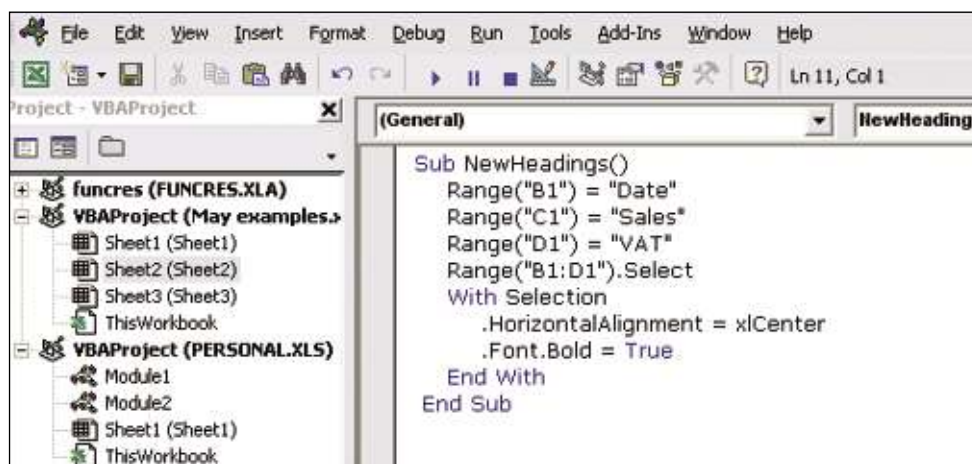 File Edit View Insert Format Debug Run Tools Add-Ins Window Help
Ln 11, Col 1
Project - VBAProject
(General) NewHeading
funcres (FUNCRES.XLA)
VBAProject (May examples.x
Sheet1 (Sheet1)
Sheet2 (Sheet2)
Sheet3 (Sheet3)
ThisWorkbook
VBAProject (PERSONAL.XLS)
Module1
Module2
Sheet1 (Sheet1)
ThisWorkbook
Sub NewHeadings()
Range("B1") = "Date"
Range("C1") = "Sales"
Range("D1") = "VAT"
Range("B1:D1").Select
With Selection
.HorizontalAlignment = xlCenter
.Font.Bold = True
End With
End Sub